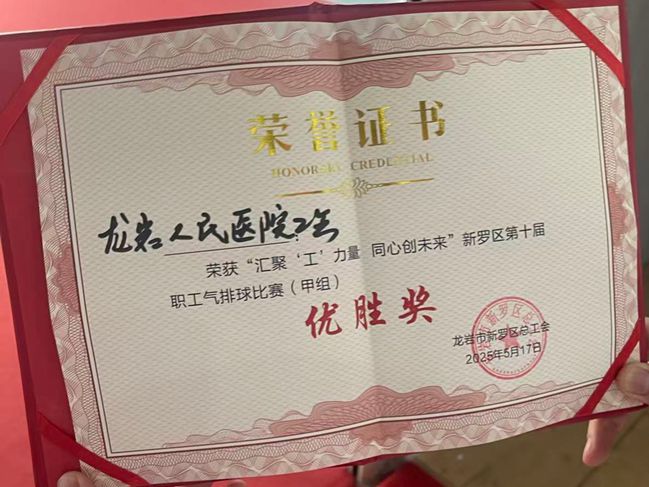 荣誉证书
HONORARY CREDENTIAL
龙岩人民医院工会
荣获“汇聚‘工’力量 同心创未来”新罗区第十届
职工气排球比赛（甲组）
优胜奖
龙岩市新罗区总工会
2025年5月17日